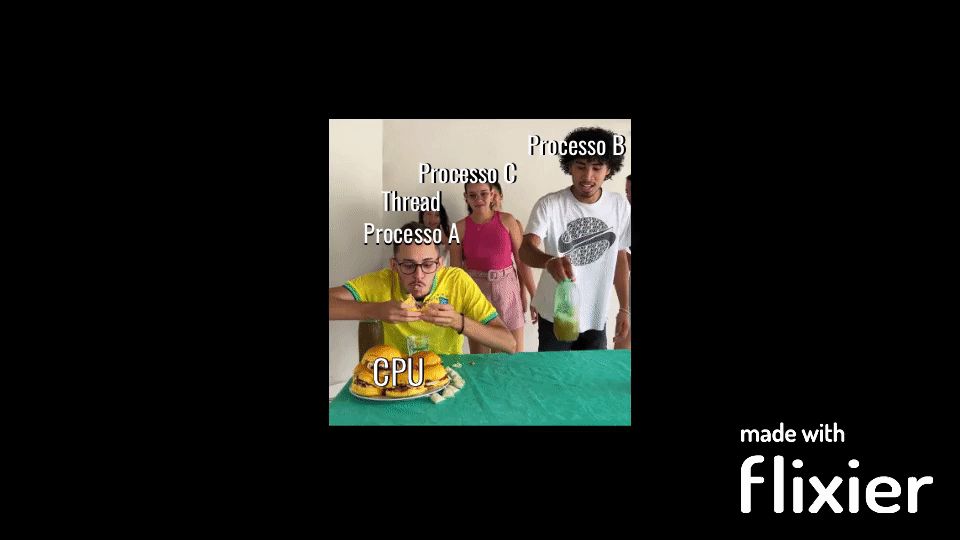 Processo B
Processo C
Thread
Processo A
CPU
made with
flixier